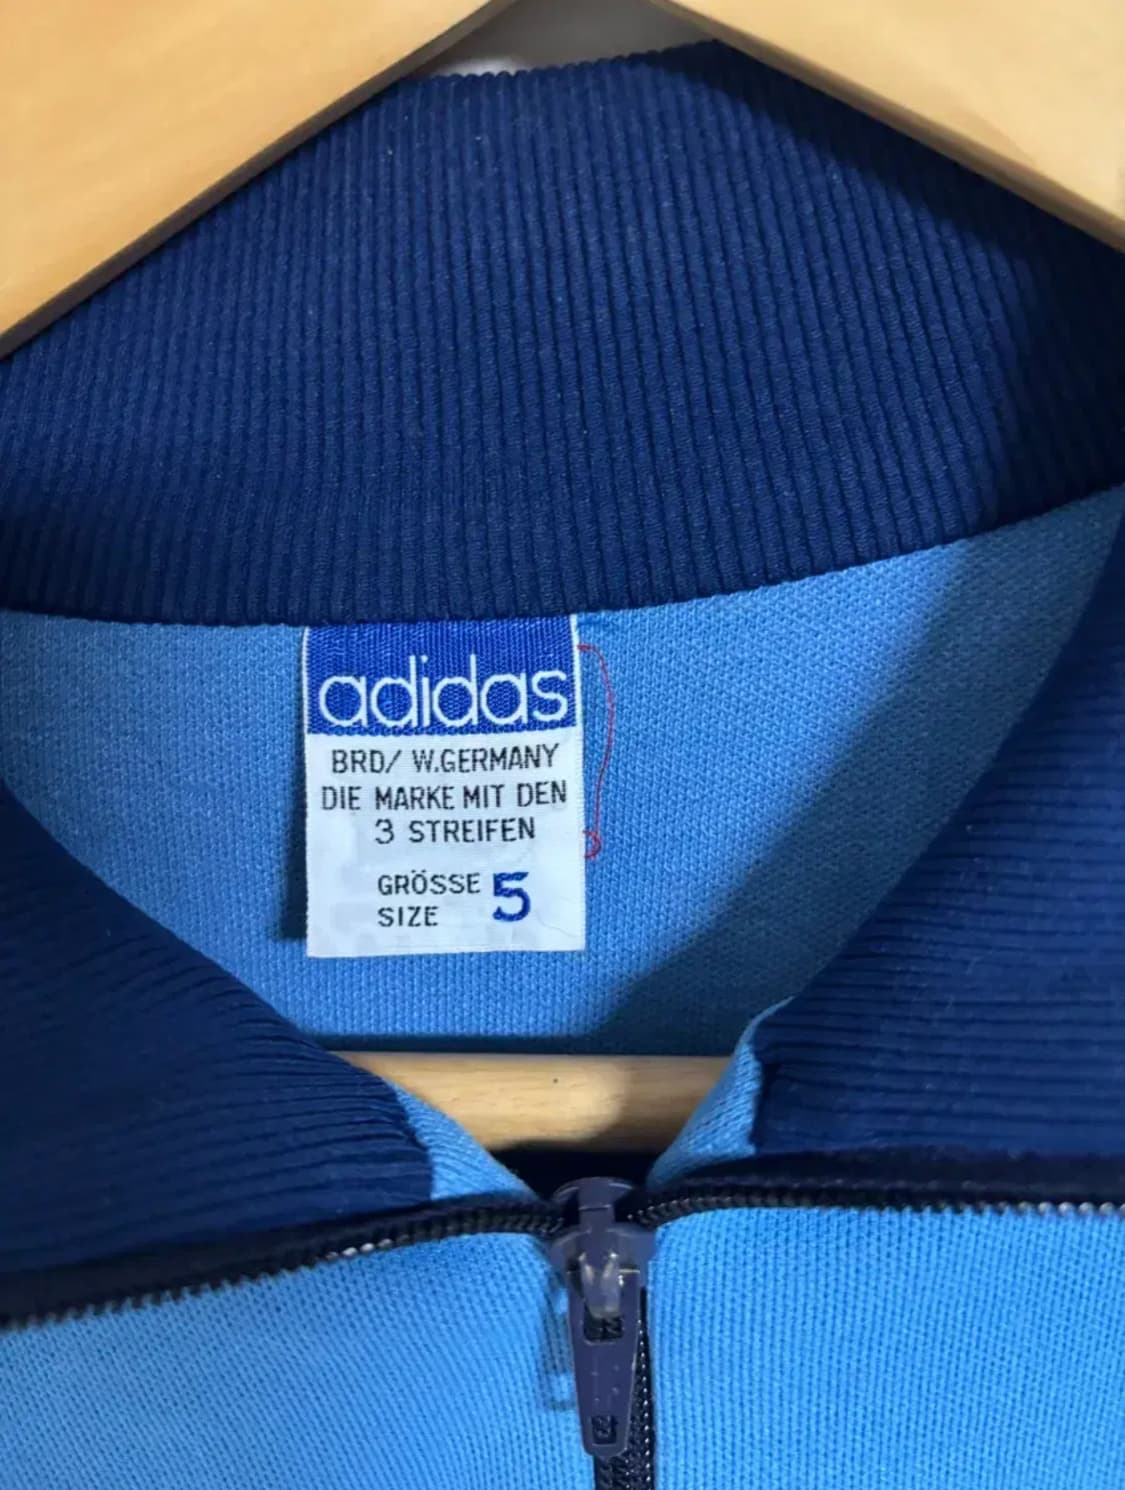 adidas
BRD/ W.GERMANY
DIE MARKE MIT DEN
3 STREIFEN
GRÖSSE 5
SIZE